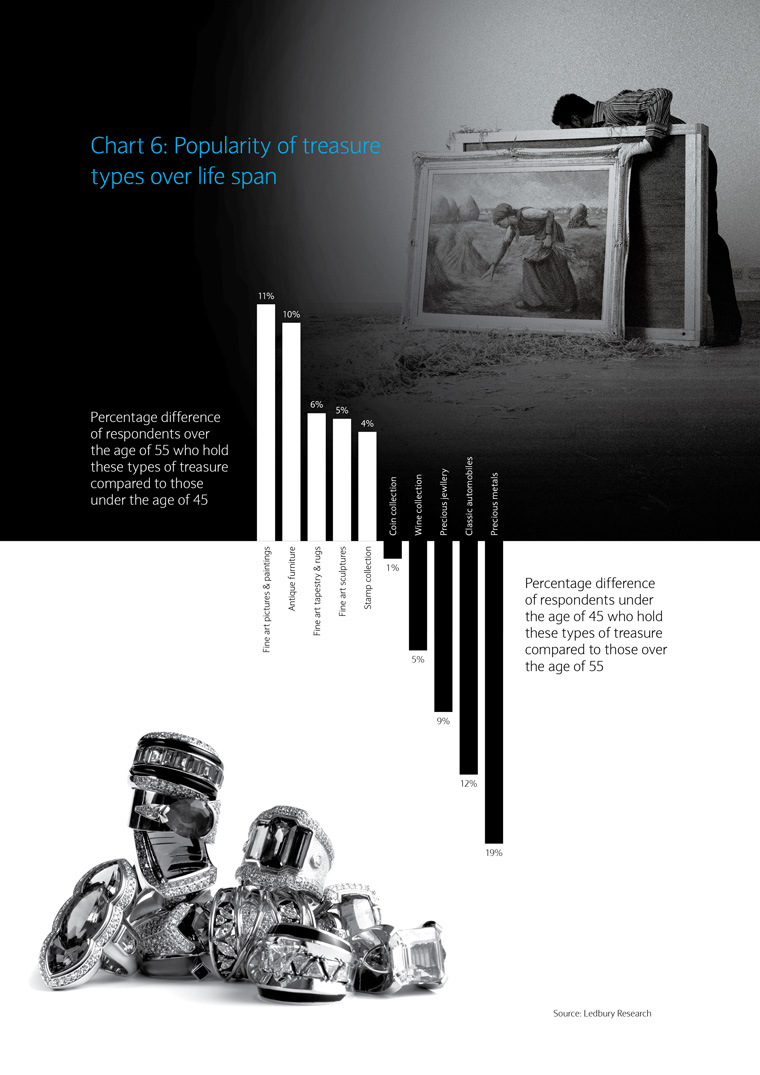 Chart 6: Popularity of treasure
types over life span
11%
10%
6%
5%
4%
Percentage difference
of respondents over
the age of 55 who hold
these types of treasure
compared to those
under the age of 45
Coin collection
Wine collection
Precious jewllery
Classic automobiles
Precious metals
Fine art pictures & paintings
Antique furniture
Fine art tapestry & rugs
Fine art sculptures
Stamp collection
1%
5%
9%
12%
19%
Percentage difference
of respondents under
the age of 45 who hold
these types of treasure
compared to those over
the age of 55
Source: Ledbury Research